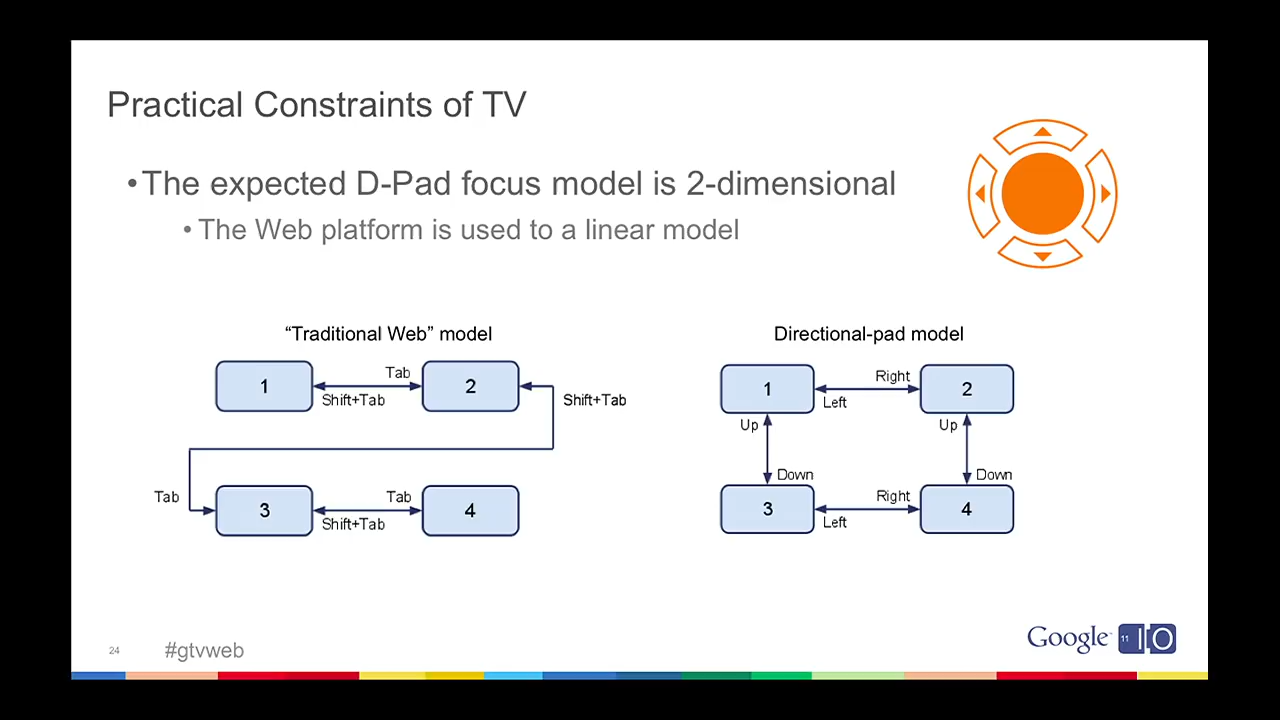 Practical Constraints of TV
•The expected D-Pad focus model is 2-dimensional
• The Web platform is used to a linear model
“Traditional Web” model
1
Tab
Shift+Tab
2
Shift+Tab
Tab
3
Tab
Shift+Tab
4
Directional-pad model
1
Right
Left
2
Up
Down
Up
Down
3
Right
Left
4
24
#gtvweb
Google 11 IO